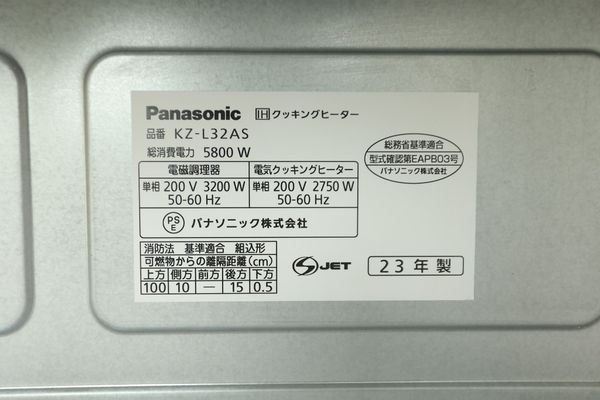 Panasonic IHクッキングヒーター
品番 KZ-L32AS
総消費電力 5800 W
総務省基準適合
型式確認第EAPB03号
パナソニック株式会社
電磁調理器 電気クッキングヒーター
単相 200 V 3200 W 単相 200 V 2750 W
50-60 Hz 50-60 Hz
PSE パナソニック株式会社
消防法 基準適合 組込形
可燃物からの離隔距離(cm)
上方 側方 前方 後方 下方
100 10 — 15 0.5
S JET
23年製